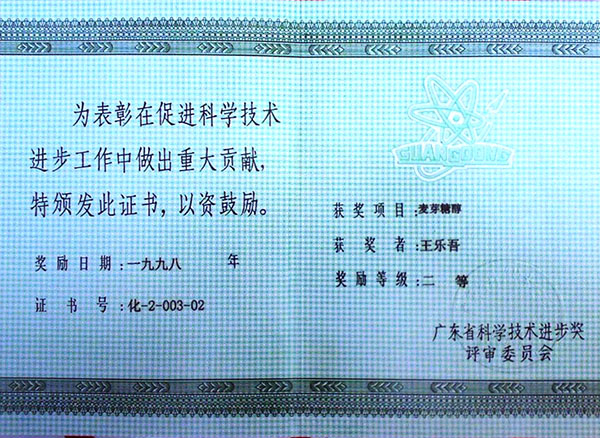 为表彰在促进科学技术
进步工作中做出重大贡献,
特颁发此证书,以资鼓励。
奖励日期:一九九八 年
证书号:化-2-003-02
GUANGDONG
获奖项目:麦芽糖醇
获奖者:王乐吾
奖励等级:二 等
广东省科学技术进步奖
评审委员会